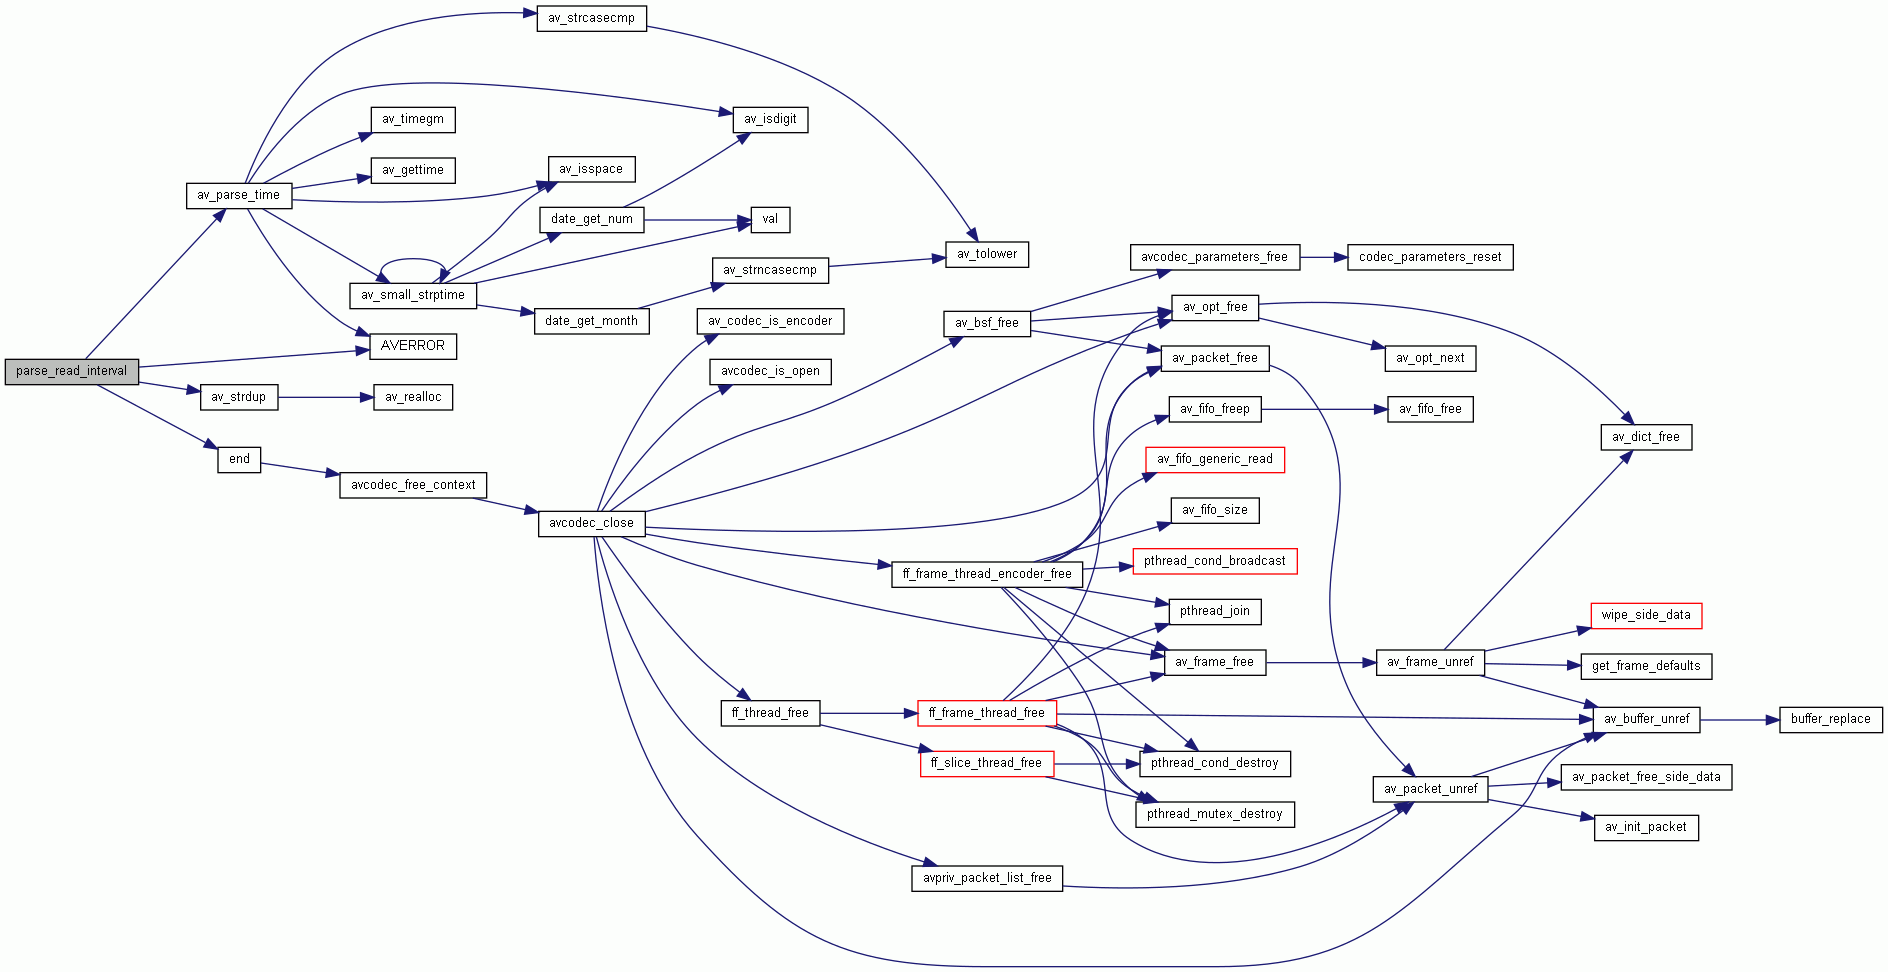 av_strcasecmp
av_timegm
av_isdigit
av_gettime
av_isspace
av_parse_time
date_get_num
val
av_tolower
avcodec_parameters_free
codec_parameters_reset
av_strncasecmp
av_small_strptime
av_opt_free
date_get_month
av_codec_is_encoder
av_bsf_free
AVERROR
av_packet_free
av_opt_next
parse_read_interval
avcodec_is_open
av_strdup
av_realloc
av_fifo_freep
av_fifo_free
av_dict_free
end
av_fifo_generic_read
avcodec_free_context
av_fifo_size
avcodec_close
pthread_cond_broadcast
ff_frame_thread_encoder_free
pthread_join
wipe_side_data
av_frame_free
av_frame_unref
get_frame_defaults
ff_thread_free
ff_frame_thread_free
av_buffer_unref
buffer_replace
ff_slice_thread_free
pthread_cond_destroy
av_packet_free_side_data
av_packet_unref
pthread_mutex_destroy
av_init_packet
avpriv_packet_list_free